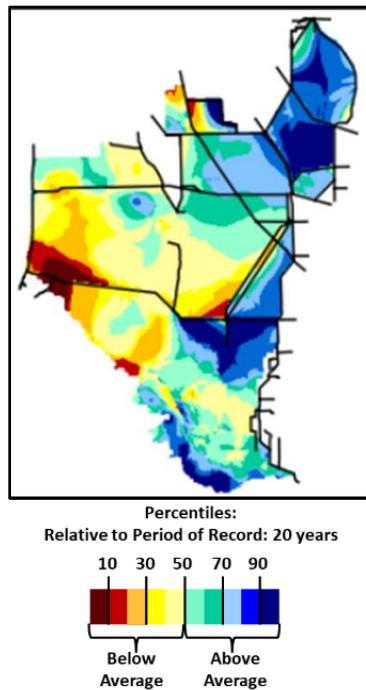 Percentiles:
Relative to Period of Record: 20 years
10 30 50 70 90
Below Above
Average Average